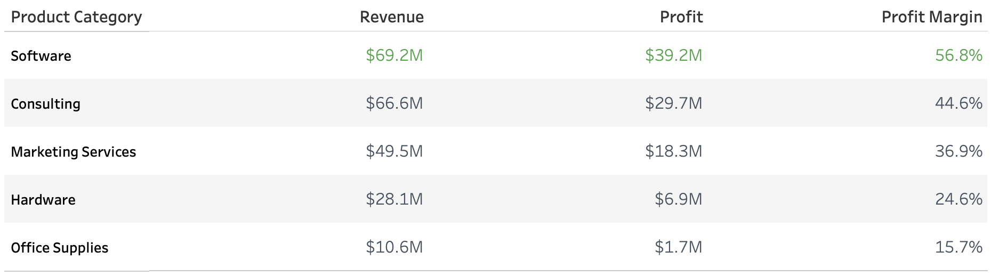 Product Category Revenue Profit Profit Margin
Software $69.2M $39.2M 56.8%
Consulting $66.6M $29.7M 44.6%
Marketing Services $49.5M $18.3M 36.9%
Hardware $28.1M $6.9M 24.6%
Office Supplies $10.6M $1.7M 15.7%